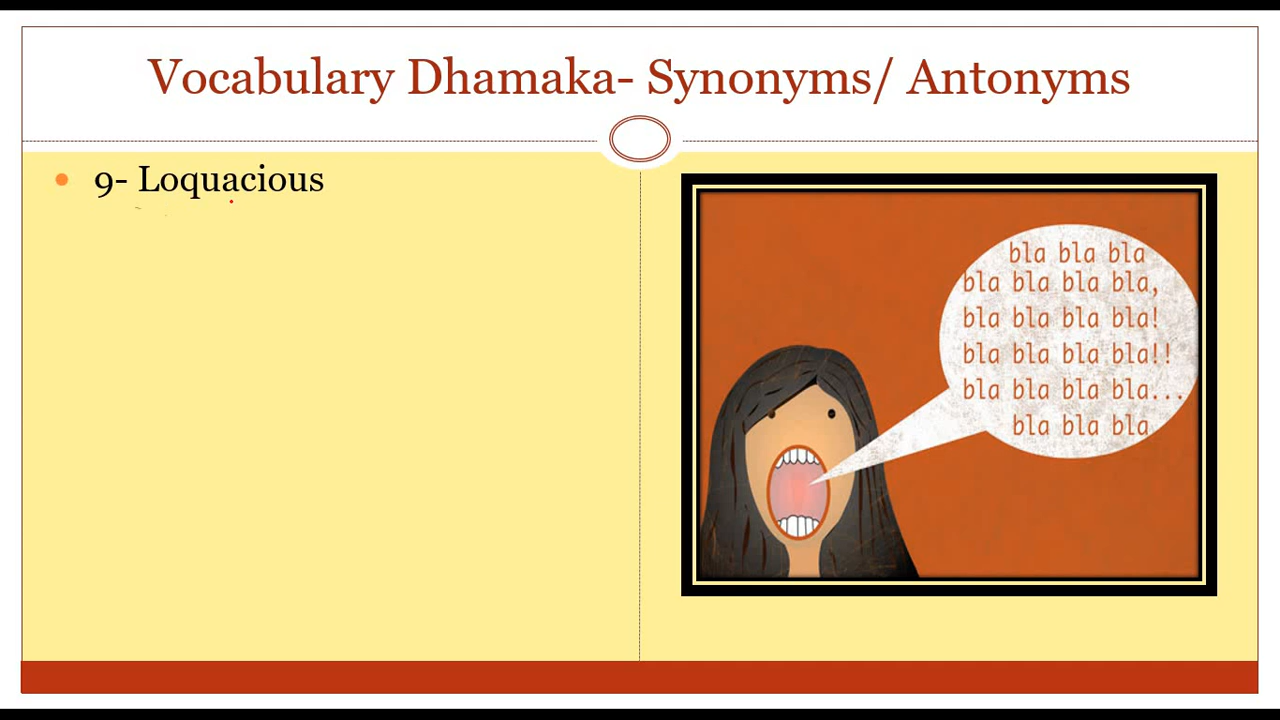 Vocabulary Dhamaka- Synonyms/ Antonyms
9- Loquacious
bla bla bla
bla bla bla bla,
bla bla bla bla!
bla bla bla bla!!
bla bla bla bla...
bla bla bla